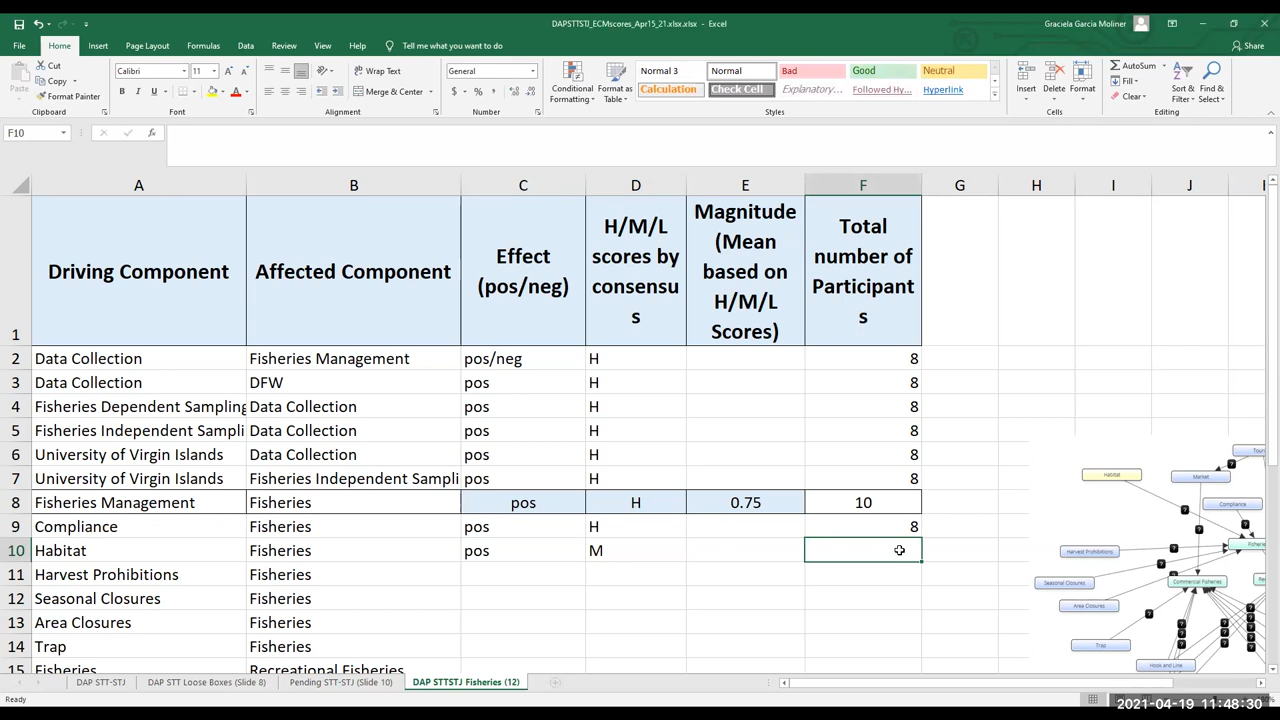 DAPSTTSTJ_ECMscores_Apr15_21.xlsx.xlsx - Excel
Graciela Garcia Moliner
File Home Insert Page Layout Formulas Data Review View Help Tell me what you want to do Share
Cut
Copy
Format Painter
Paste
Clipboard
Calibri 11
B I U
Font
Wrap Text
Merge & Center
Alignment
General
$ % ,
Number
Conditional Formatting
Format as Table
Normal 3 Normal Bad Good Neutral
Calculation Check Cell Explanatory... Followed Hy... Hyperlink
Styles
Insert Delete Format
Cells
AutoSum
Fill
Clear
Sort & Filter
Find & Select
Editing
F10 fx
A B C D E F G H I J K
1 Driving Component Affected Component Effect (pos/neg) H/M/L scores by consensus Magnitude (Mean based on H/M/L Scores) Total number of Participants
2 Data Collection Fisheries Management pos/neg H 8
3 Data Collection DFW pos H 8
4 Fisheries Dependent Sampling Data Collection pos H 8
5 Fisheries Independent Sampli Data Collection pos H 8
6 University of Virgin Islands Data Collection pos H 8
7 University of Virgin Islands Fisheries Independent Sampli pos H 8
8 Fisheries Management Fisheries pos H 0.75 10
9 Compliance Fisheries pos H 8
10 Habitat Fisheries pos M
11 Harvest Prohibitions Fisheries
12 Seasonal Closures Fisheries
13 Area Closures Fisheries
14 Trap Fisheries
15 Fisheries Recreational Fisheries
Habitat
Market
Compliance
Harvest Prohibitions
Seasonal Closures
Commercial Fisheries
Area Closures
Trap
Hook and Line
DAP STT-STJ DAP STT Loose Boxes (Slide 8) Pending STT-STJ (Slide 10) DAP STTSTJ Fisheries (12)
Ready
2021-04-19 11:48:30